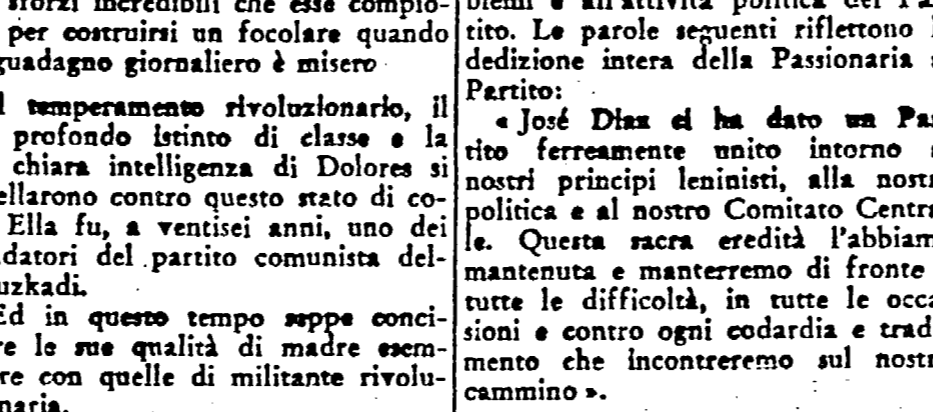 sforzi incredibili che esse compio-
per costruirsi un focolare quando
guadagno giornaliero è misero
l temperamento rivoluzionario, il
profondo istinto di classe e la
chiara intelligenza di Dolores si
ellarono contro questo stato di co-
Ella fu, a ventisei anni, uno dei
datori del partito comunista del-
uzkadi.
Ed in questo tempo seppe conci-
re le sue qualità di madre esem-
re con quelle di militante rivolu-
naria.
blemi e all'attività politica del Pa
tito. Le parole seguenti riflettono
dedizione intera della Passionaria a
Partito:
« José Diaz ci ha dato un Pa
tito ferreamente unito intorno
nostri principi leninisti, alla nostr
politica e al nostro Comitato Centra
le. Questa sacra eredità l'abbiam
mantenuta e manterremo di fronte
tutte le difficoltà, in tutte le occa
sioni e contro ogni codardia e trad
mento che incontreremo sul nostr
cammino ».